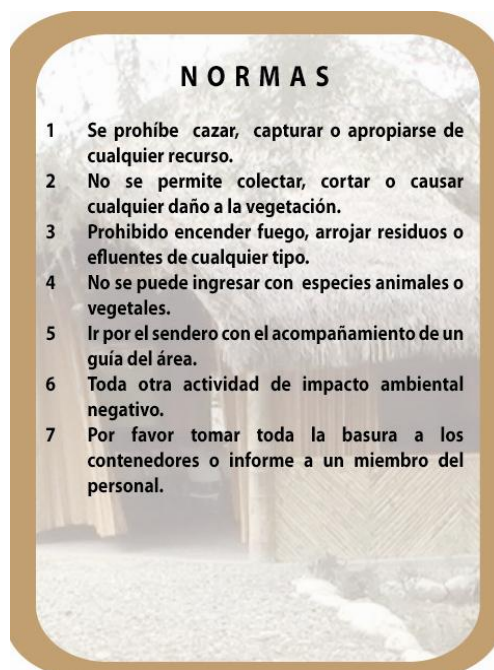 NORMAS
1 Se prohíbe cazar, capturar o apropiarse de
cualquier recurso.
2 No se permite colectar, cortar o causar
cualquier daño a la vegetación.
3 Prohibido encender fuego, arrojar residuos o
efluentes de cualquier tipo.
4 No se puede ingresar con especies animales o
vegetales.
5 Ir por el sendero con el acompañamiento de un
guía del área.
6 Toda otra actividad de impacto ambiental
negativo.
7 Por favor tomar toda la basura a los
contenedores o informe a un miembro del
personal.